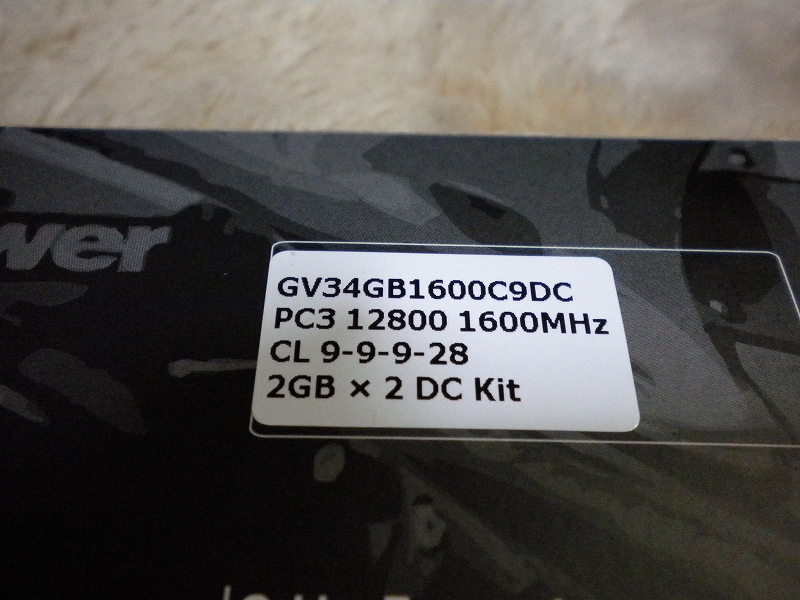 wer
GV34GB1600C9DC
PC3 12800 1600MHz
CL 9-9-9-28
2GB × 2 DC Kit